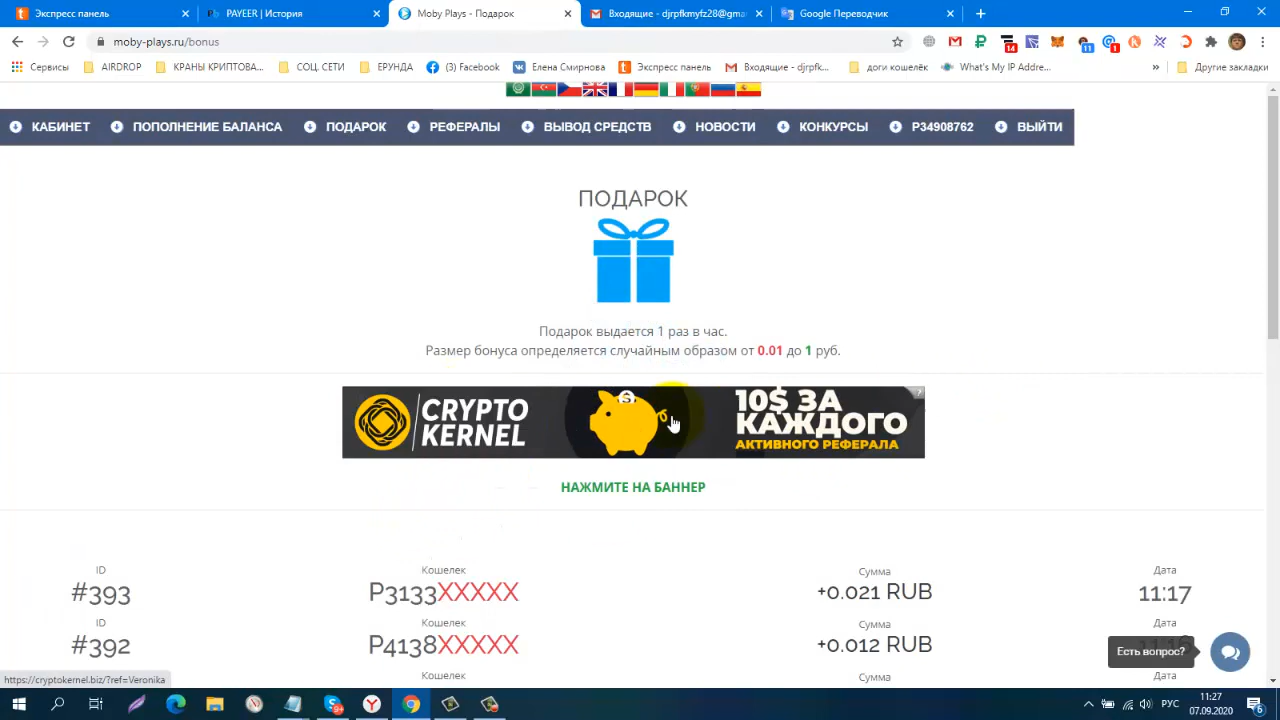 Экспресс панель
PAYEER | История
Moby Plays - Подарок
Входящие - djrpfkmyfz28@gma
Google Переводчик
moby-plays.ru/bonus
14
11
1
Сервисы
AIRDROP
КРАНЫ КРИПТОВА...
СОЦ. СЕТИ
ЕРУНДА
(3) Facebook
Елена Смирнова
Экспресс панель
Входящие - djrpfk...
доги кошелёк
What's My IP Addre...
»
Другие закладки
КАБИНЕТ
ПОПОЛНЕНИЕ БАЛАНСА
ПОДАРОК
РЕФЕРАЛЫ
ВЫВОД СРЕДСТВ
НОВОСТИ
КОНКУРСЫ
P34908762
ВЫЙТИ
ПОДАРОК
Подарок выдается 1 раз в час.
Размер бонуса определяется случайным образом от 0.01 до 1 руб.
CRYPTO
KERNEL
10$ ЗА
КАЖДОГО
АКТИВНОГО РЕФЕРАЛА
НАЖМИТЕ НА БАННЕР
ID
Кошелек
Сумма
Дата
#393
P3133XXXXX
+0.021 RUB
11:17
ID
Кошелек
Сумма
Дата
#392
P4138XXXXX
+0.012 RUB
Есть вопрос?
ID
Кошелек
Сумма
https://cryptokernel.biz/?ref=Veronika
РУС
11:27
07.09.2020